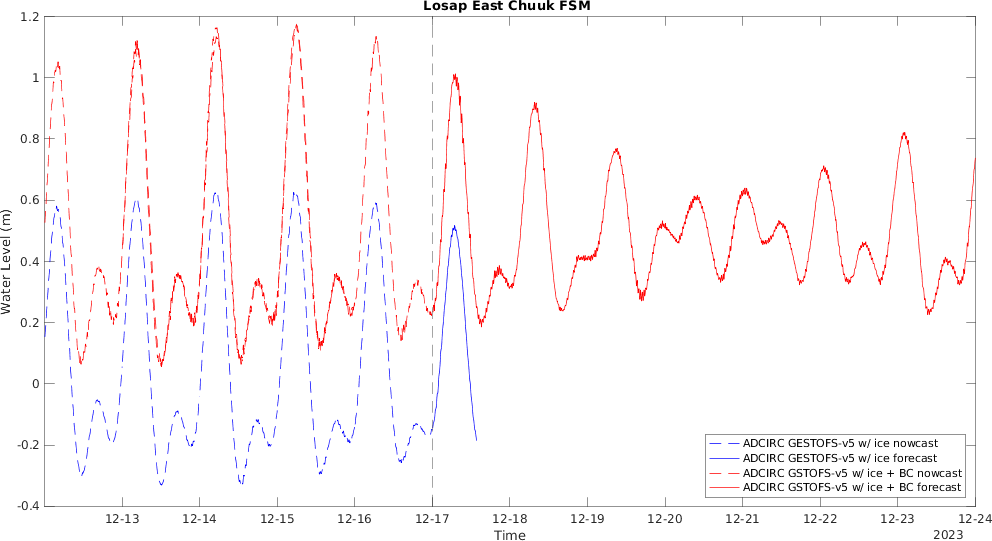 Losap East Chuuk FSM
1.2
1
0.8
0.6
0.4
0.2
0
-0.2
-0.4
Water Level (m)
ADCIRC GESTOFS-v5 w/ ice nowcast
ADCIRC GESTOFS-v5 w/ ice forecast
ADCIRC GSTOFS-v5 w/ ice + BC nowcast
ADCIRC GSTOFS-v5 w/ ice + BC forecast
12-13 12-14 12-15 12-16 12-17 12-18 12-19 12-20 12-21 12-22 12-23 12-24
Time
2023